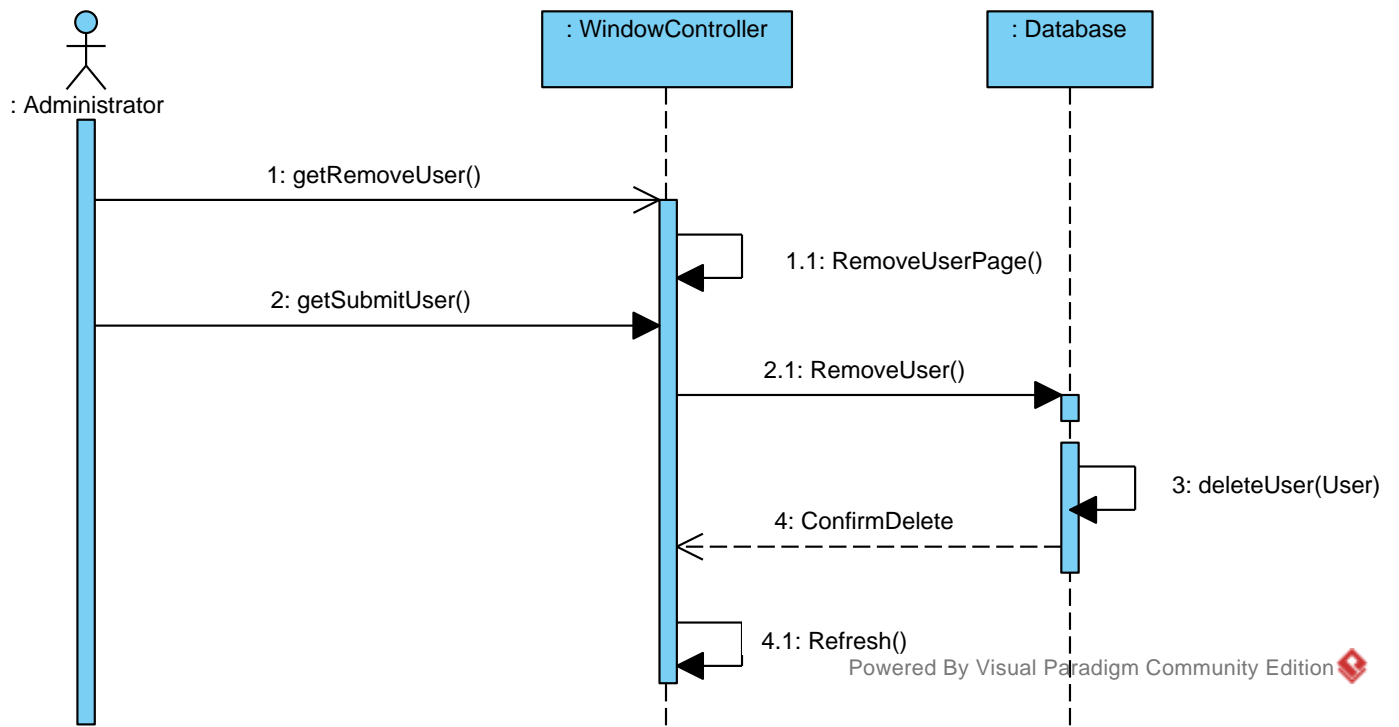 : WindowController
: Database
: Administrator
1: getRemoveUser()
1.1: RemoveUserPage()
2: getSubmitUser()
2.1: RemoveUser()
3: deleteUser(User)
4: ConfirmDelete
4.1: Refresh()
Powered By Visual Paradigm Community Edition